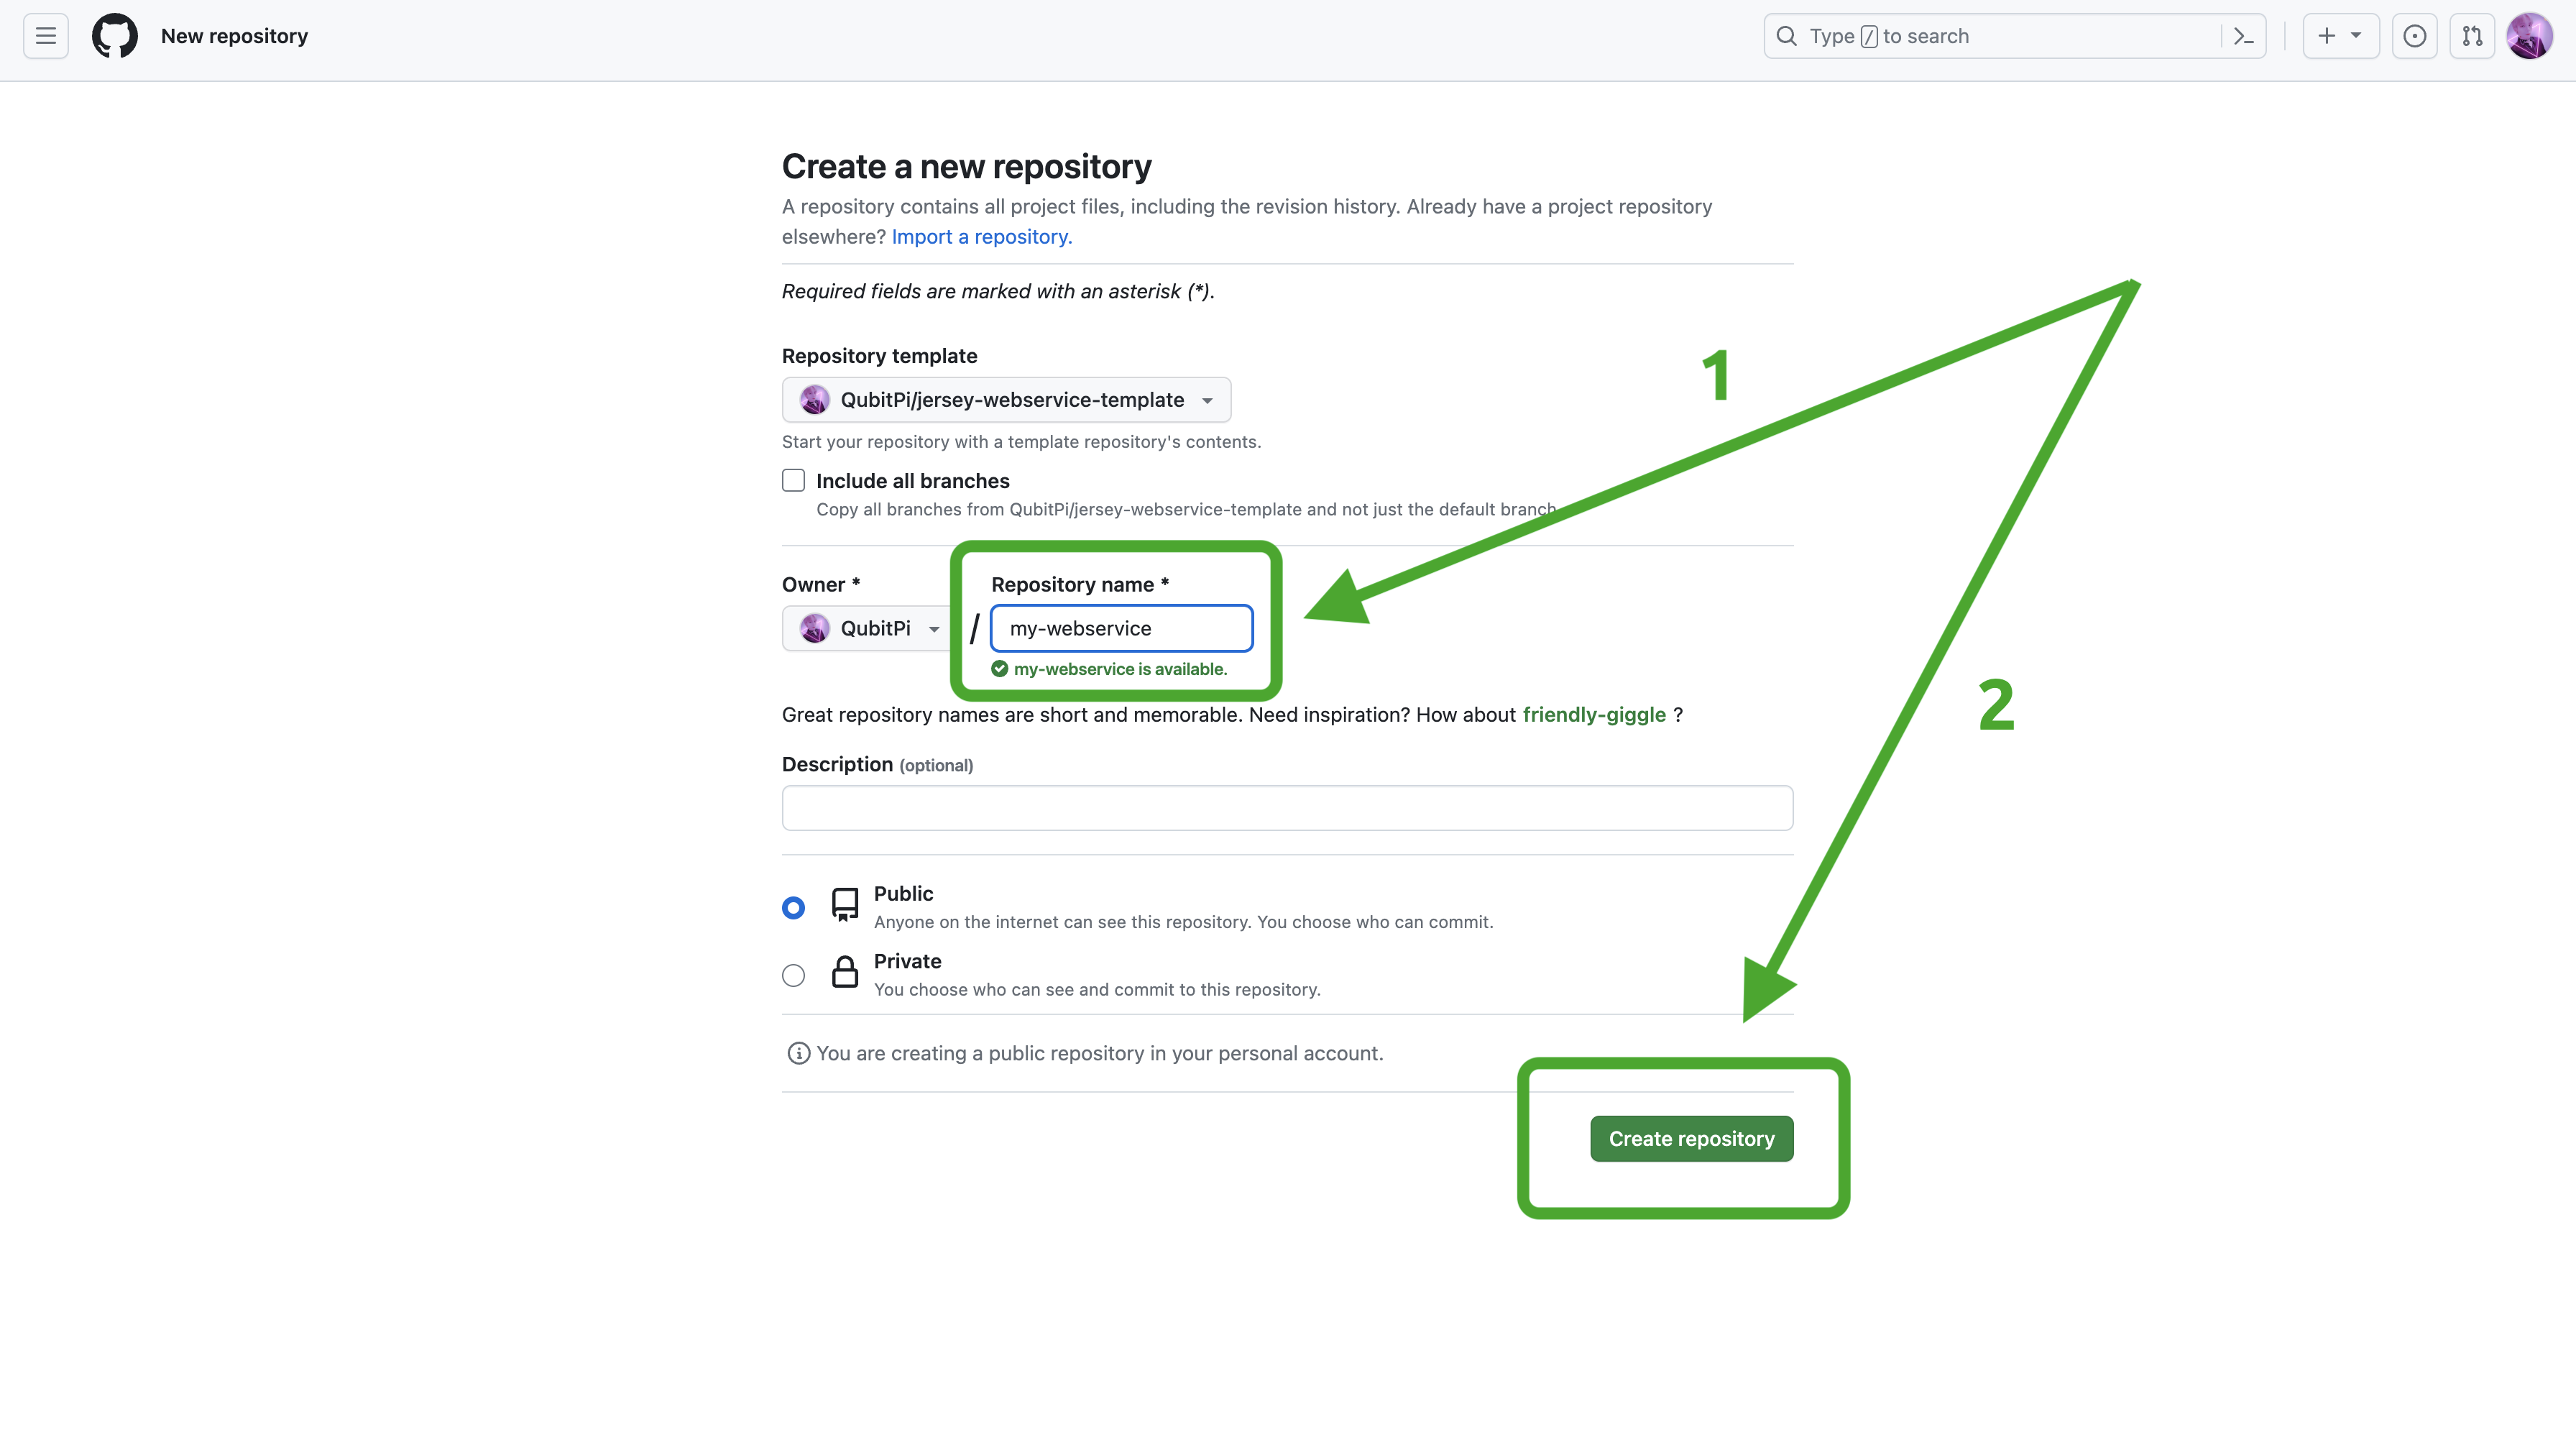 New repository
Type / to search
Create a new repository
A repository contains all project files, including the revision history. Already have a project repository
elsewhere? Import a repository.
Required fields are marked with an asterisk (*).
Repository template
QubitPi/jersey-webservice-template
Start your repository with a template repository's contents.
Include all branches
Copy all branches from QubitPi/jersey-webservice-template and not just the default branch
1
Owner *
Repository name *
QubitPi
/
my-webservice
my-webservice is available.
2
Great repository names are short and memorable. Need inspiration? How about friendly-giggle ?
Description (optional)
Public
Anyone on the internet can see this repository. You choose who can commit.
Private
You choose who can see and commit to this repository.
You are creating a public repository in your personal account.
Create repository